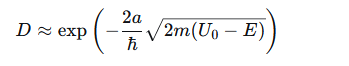 D ≈ exp(−2a/ħ √(2m(U₀ − E)))